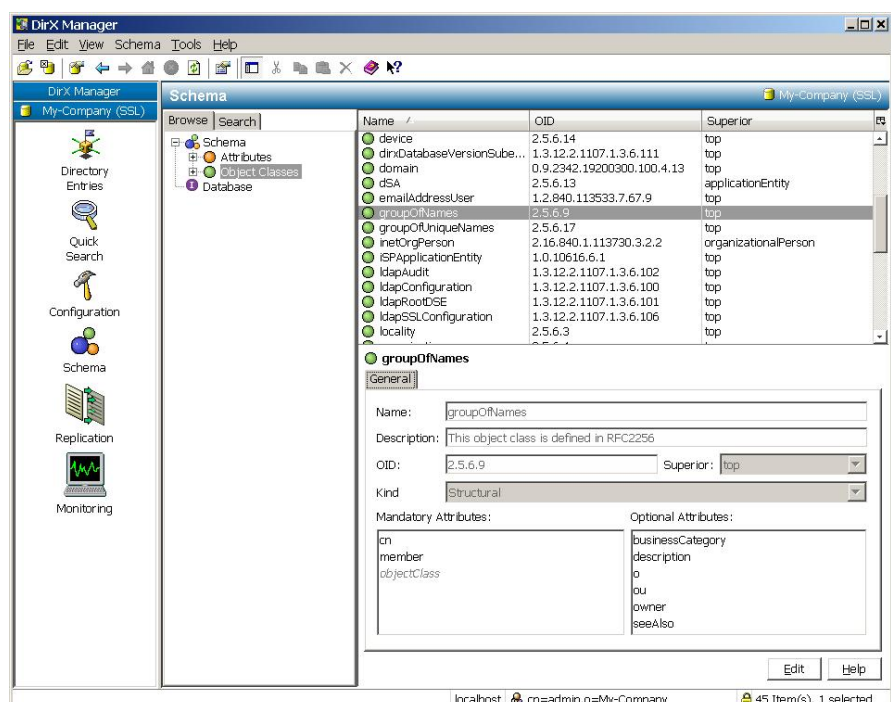 DirX Manager
File Edit View Schema Tools Help
DirX Manager
My-Company (SSL)
Directory
Entries
Quick
Search
Configuration
Schema
Replication
Monitoring
Schema
My-Company (SSL)
Browse Search
Schema
Attributes
Object Classes
Database
Name OID Superior
device 2.5.6.14 top
dirxDatabaseVersionSube... 1.3.12.2.1107.1.3.6.111 top
domain 0.9.2342.19200300.100.4.13 top
dSA 2.5.6.13 applicationEntity
emailAddressUser 1.2.840.113533.7.67.9 top
groupOfNames 2.5.6.9 top
groupOfUniqueNames 2.5.6.17 top
inetOrgPerson 2.16.840.1.113730.3.2.2 organizationalPerson
iSPApplicationEntity 1.0.10616.6.1 top
ldapAudit 1.3.12.2.1107.1.3.6.102 top
ldapConfiguration 1.3.12.2.1107.1.3.6.100 top
ldapRootDSE 1.3.12.2.1107.1.3.6.101 top
ldapSSLConfiguration 1.3.12.2.1107.1.3.6.106 top
locality 2.5.6.3 top
groupOfNames
General
Name: groupOfNames
Description: This object class is defined in RFC2256
OID: 2.5.6.9 Superior: top
Kind Structural
Mandatory Attributes: Optional Attributes:
cn
member
objectClass
businessCategory
description
o
ou
owner
seeAlso
Edit Help
localhost cn=admin,o=My-Company 45 Item(s), 1 selected